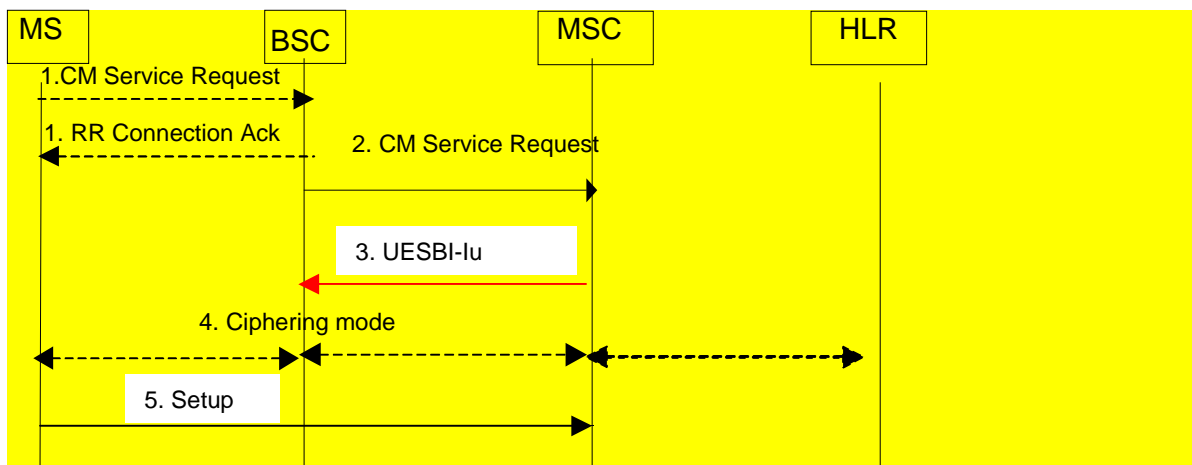 MS
BSC
MSC
HLR
1.CM Service Request
1. RR Connection Ack
2. CM Service Request
3. UESBI-Iu
4. Ciphering mode
5. Setup